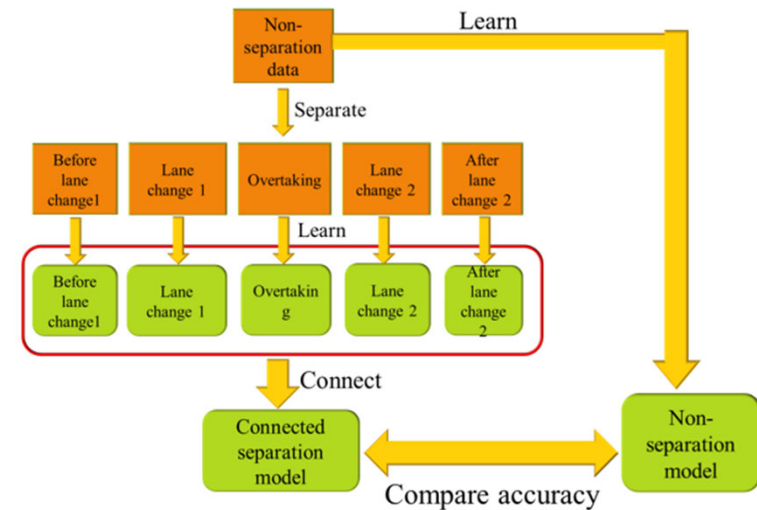 Non-
separation
data
Learn
Separate
Before
lane
change1
Lane
change 1
Overtaking
Lane
change 2
After
lane
change 2
Learn
Before
lane
change1
Lane
change 1
Overtakin
g
Lane
change 2
After
lane
change
2
Connect
Connected
separation
model
Non-
separation
model
Compare accuracy